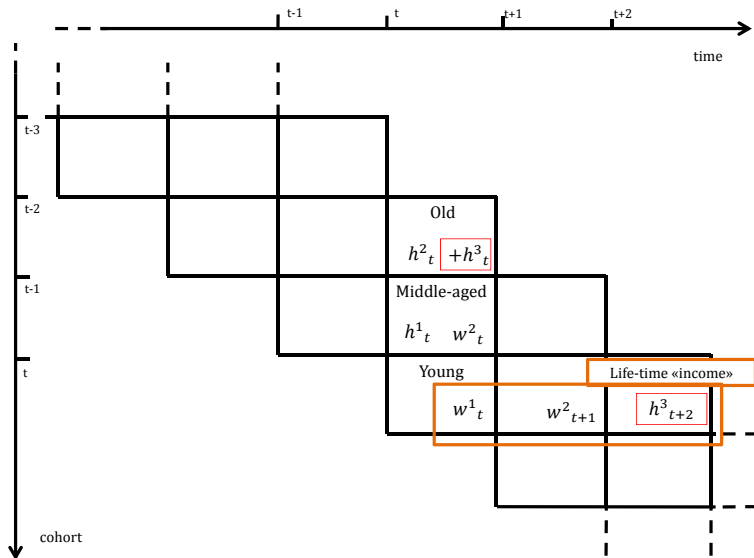 t-1 t t+1 t+2
time
t-3
t-2
Old
h²ₜ +h³ₜ
t-1
Middle-aged
h¹ₜ w²ₜ
t
Young
Life-time «income»
w¹ₜ w²ₜ₊₁ h³ₜ₊₂
cohort